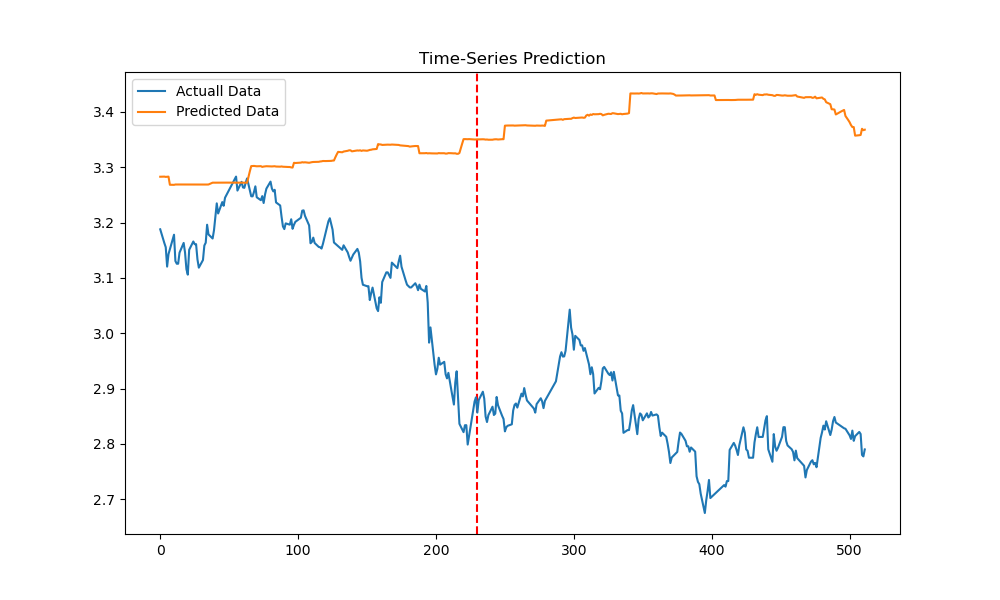 Time-Series Prediction
Actuall Data
Predicted Data
3.4
3.3
3.2
3.1
3.0
2.9
2.8
2.7
0 100 200 300 400 500